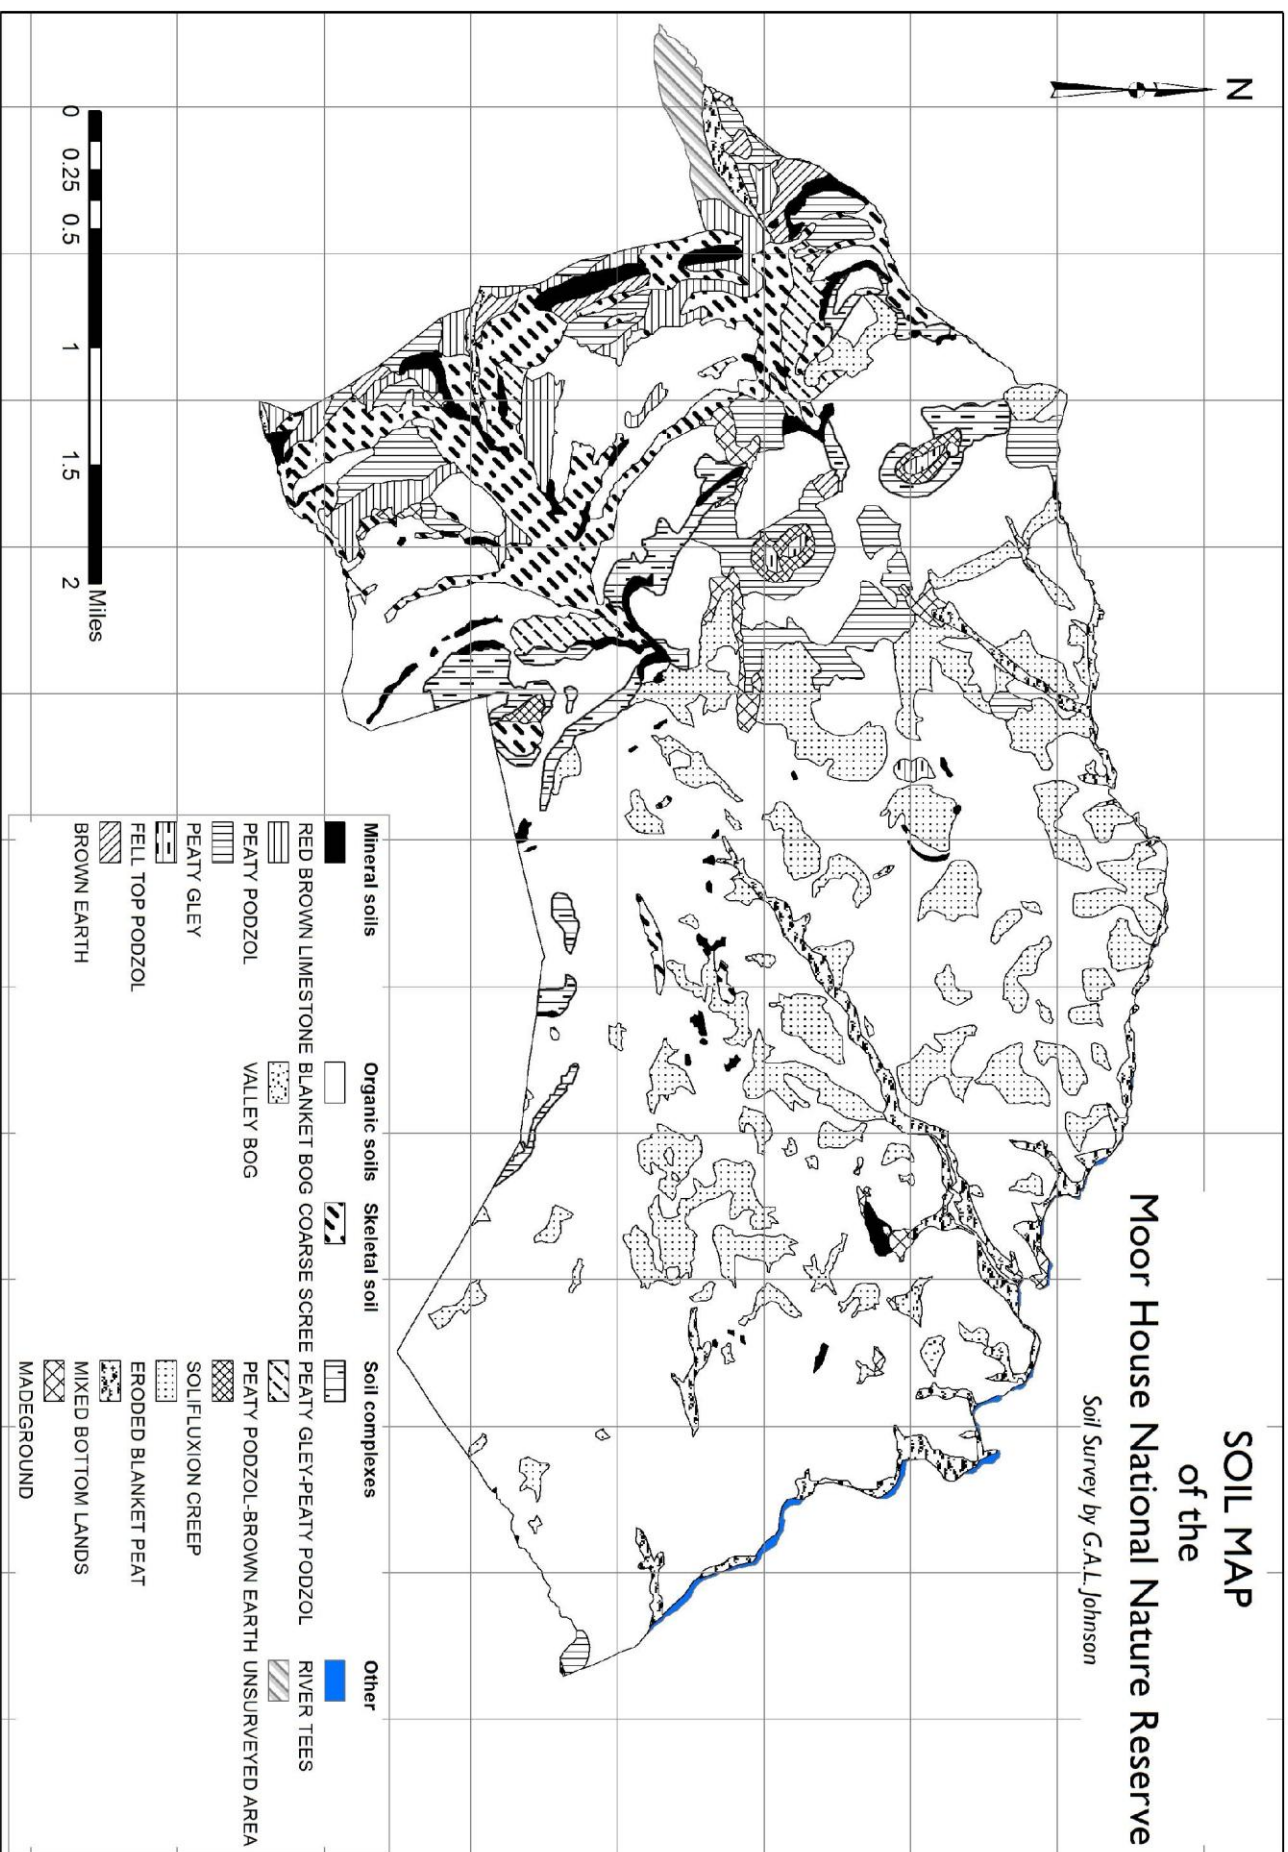 N
SOIL MAP
of the
Moor House National Nature Reserve
Soil Survey by G.A.L. Johnson
0 0.25 0.5 1 1.5 2 Miles
Mineral soils
RED BROWN LIMESTONE
PEATY PODZOL
PEATY GLEY
FELL TOP PODZOL
BROWN EARTH
Organic soils
BLANKET BOG
VALLEY BOG
Skeletal soil
COARSE SCREE
Soil complexes
PEATY GLEY-PEATY PODZOL
PEATY PODZOL-BROWN EARTH
SOLIFLUXION CREEP
ERODED BLANKET PEAT
MIXED BOTTOM LANDS
MADEGROUND
Other
RIVER TEES
UNSURVEYED AREA